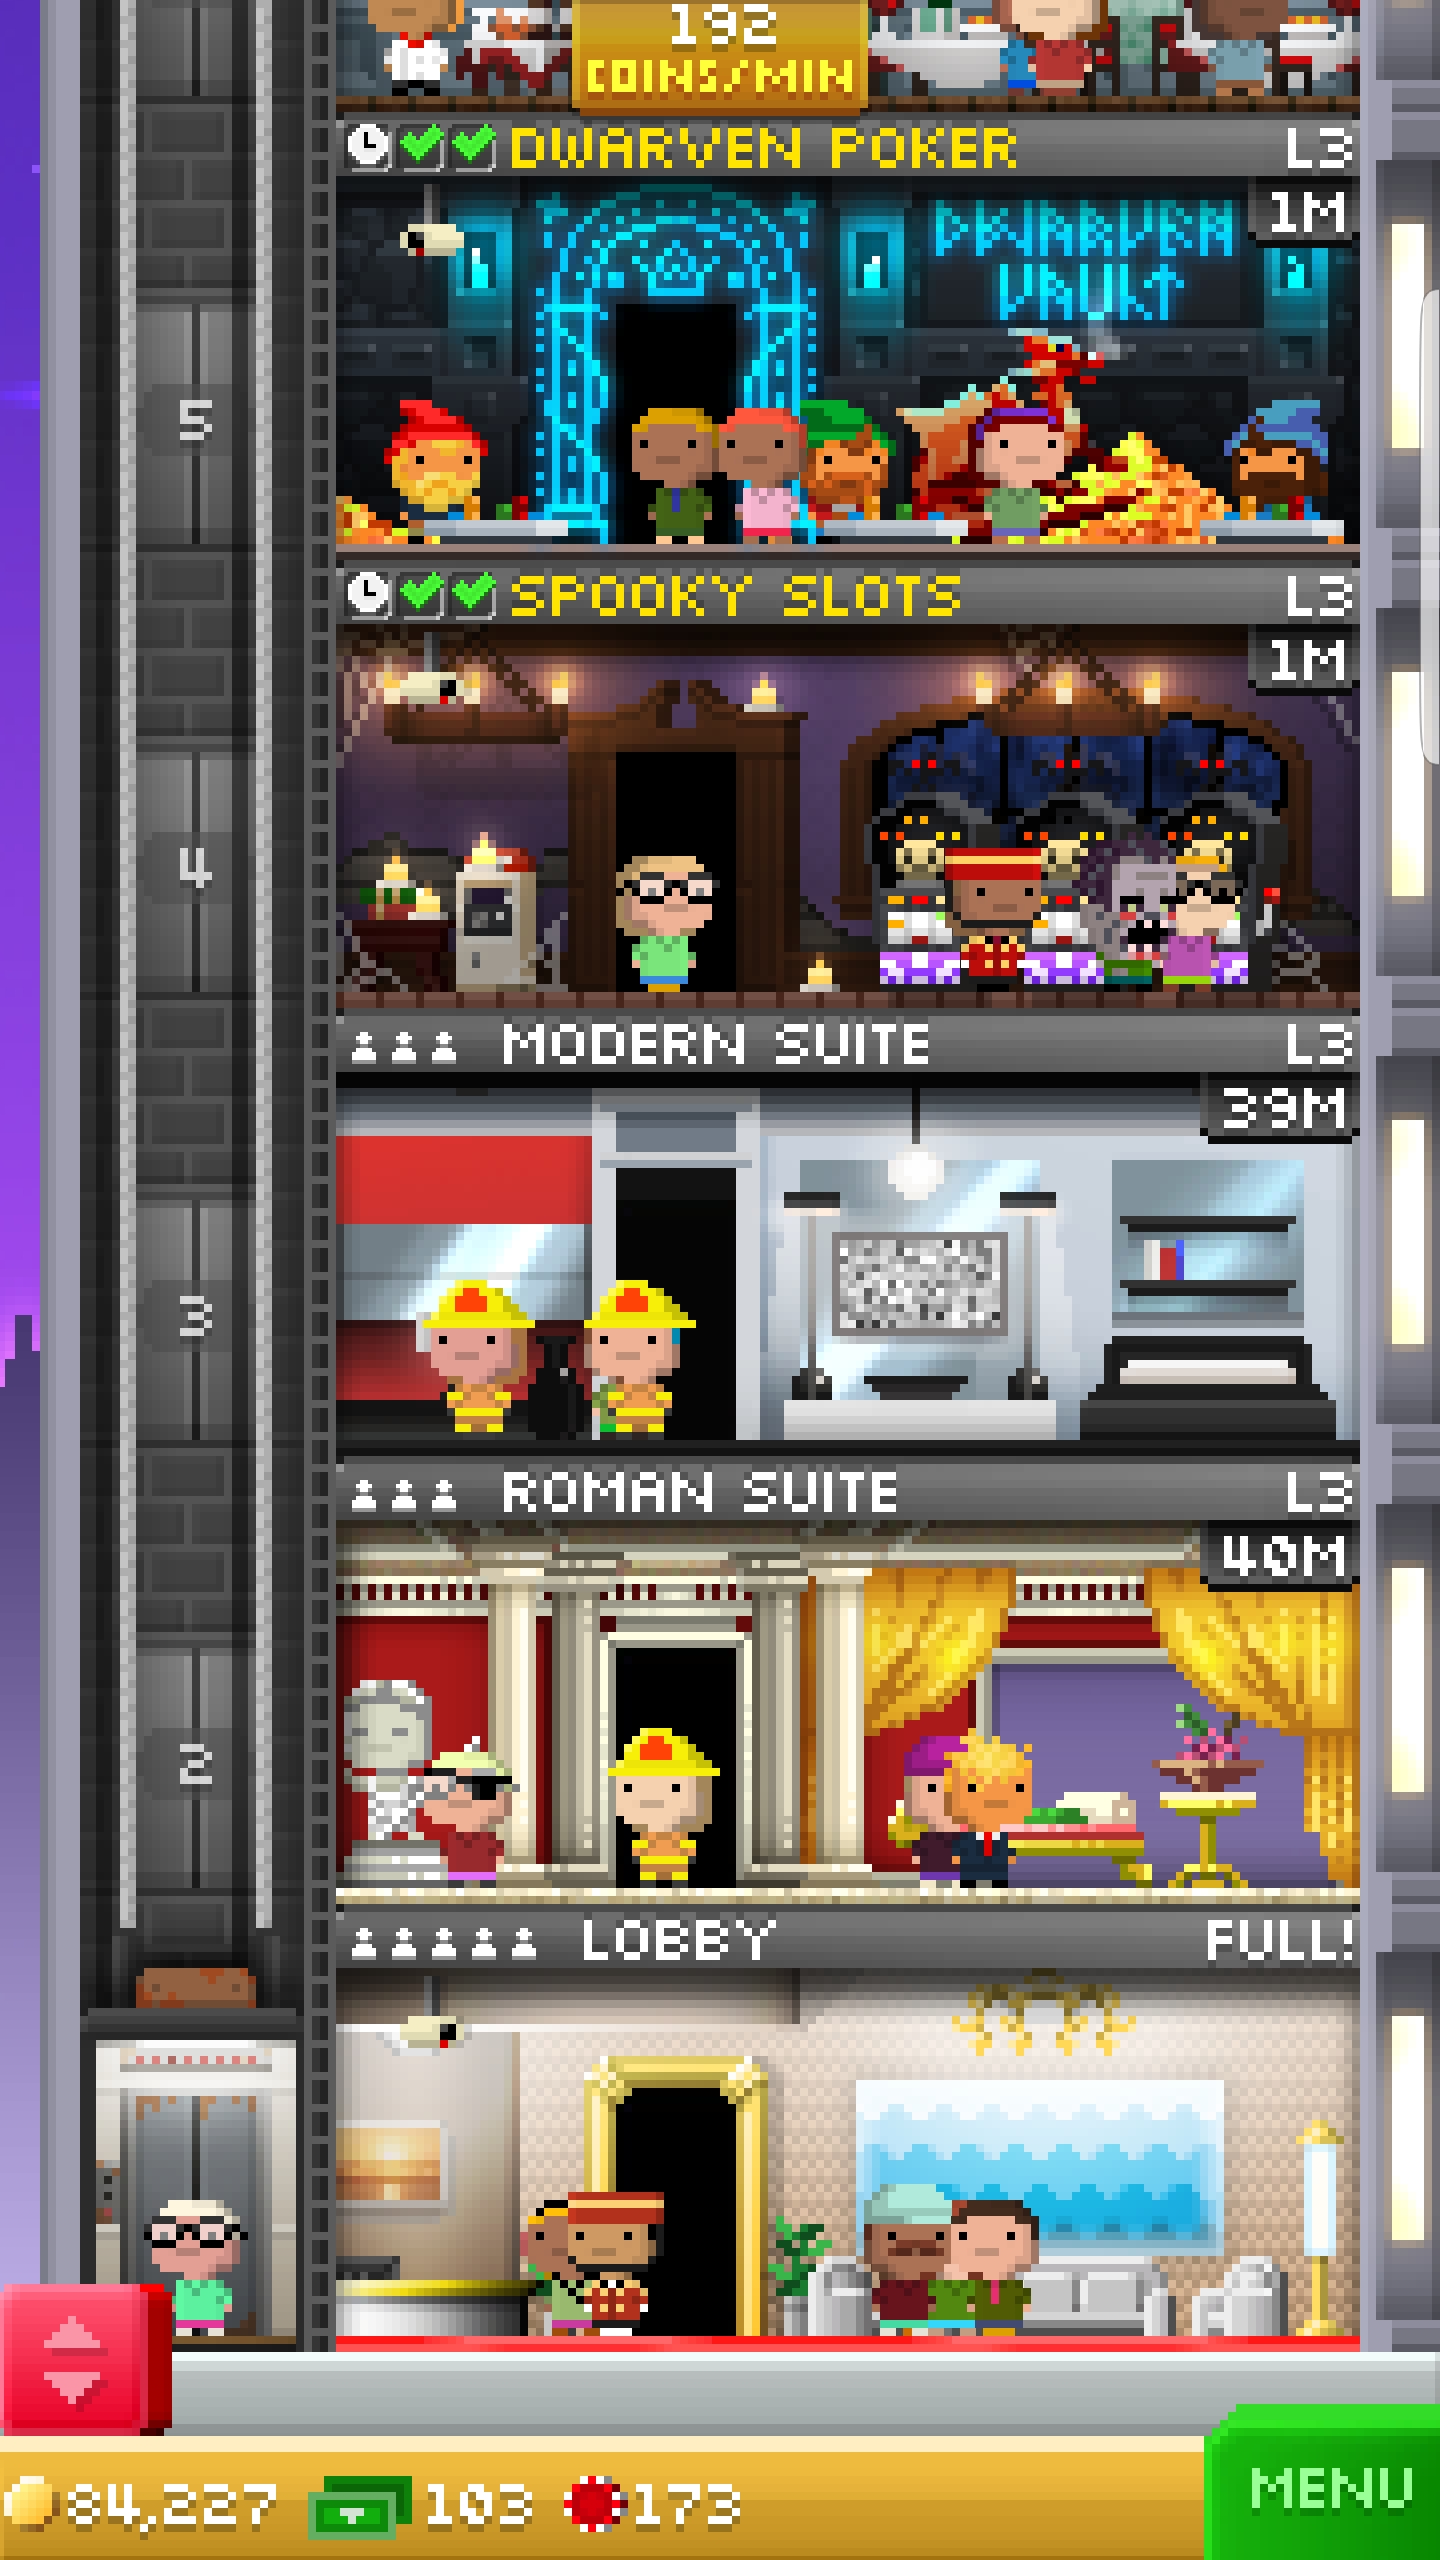 192
COINS/MIN
DWARVEN POKER L3
1M
DWARVEN
VAULT
5
SPOOKY SLOTS L3
1M
4
MODERN SUITE L3
39M
3
ROMAN SUITE L3
40M
2
LOBBY FULL!
84,227 103 173
MENU